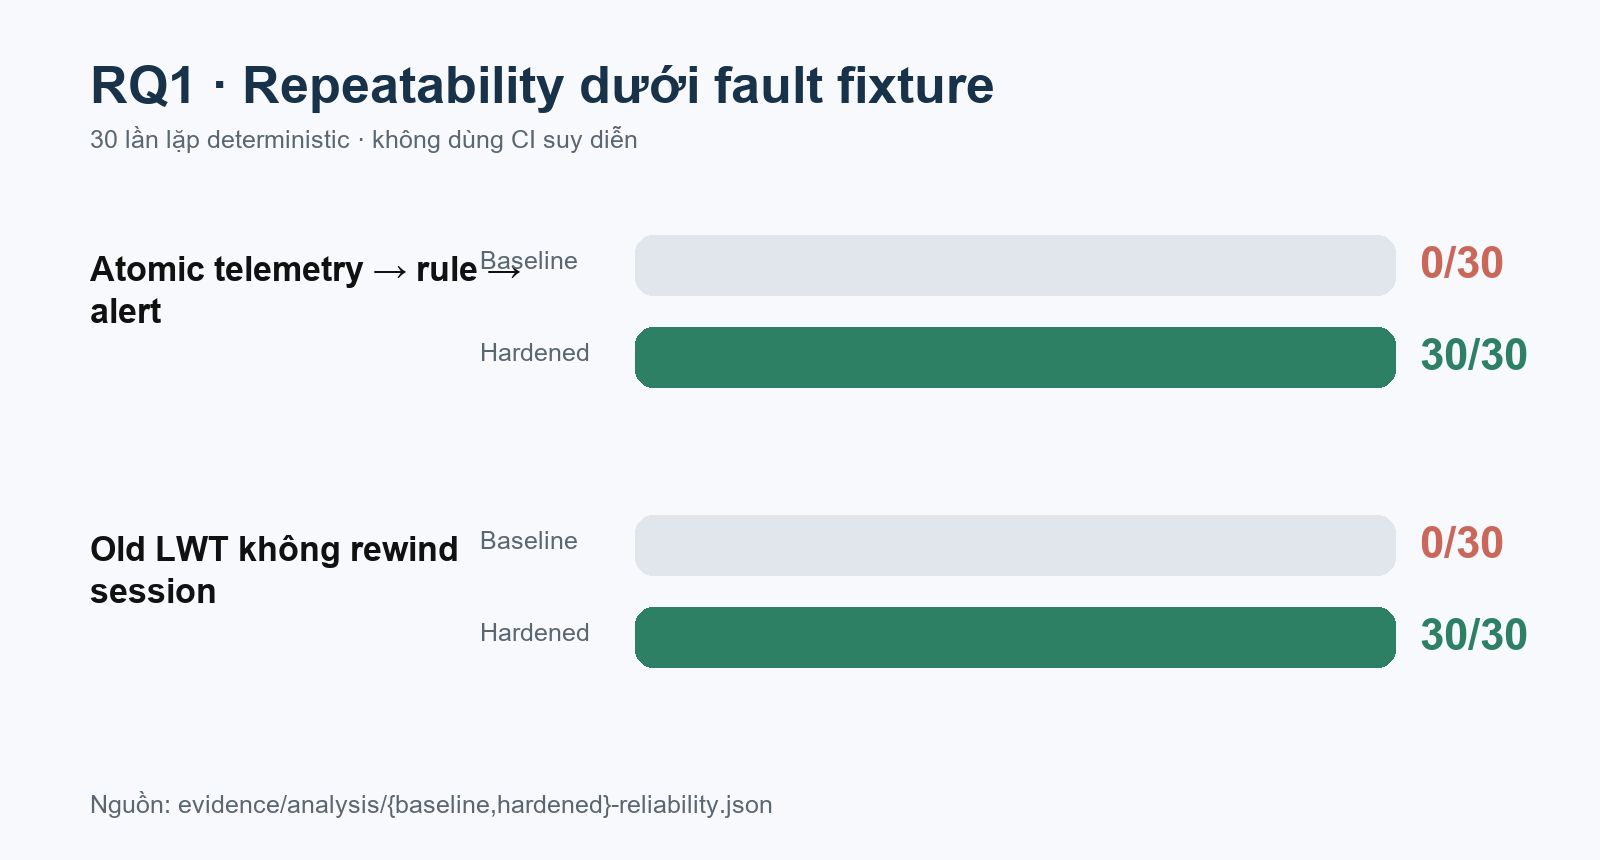 RQ1 · Repeatability dưới fault fixture
30 lần lặp deterministic · không dùng CI suy diễn
Atomic telemetry → rule →
alert
Baseline
0/30
Hardened
30/30
Old LWT không rewind
session
Baseline
0/30
Hardened
30/30
Nguồn: evidence/analysis/{baseline,hardened}-reliability.json